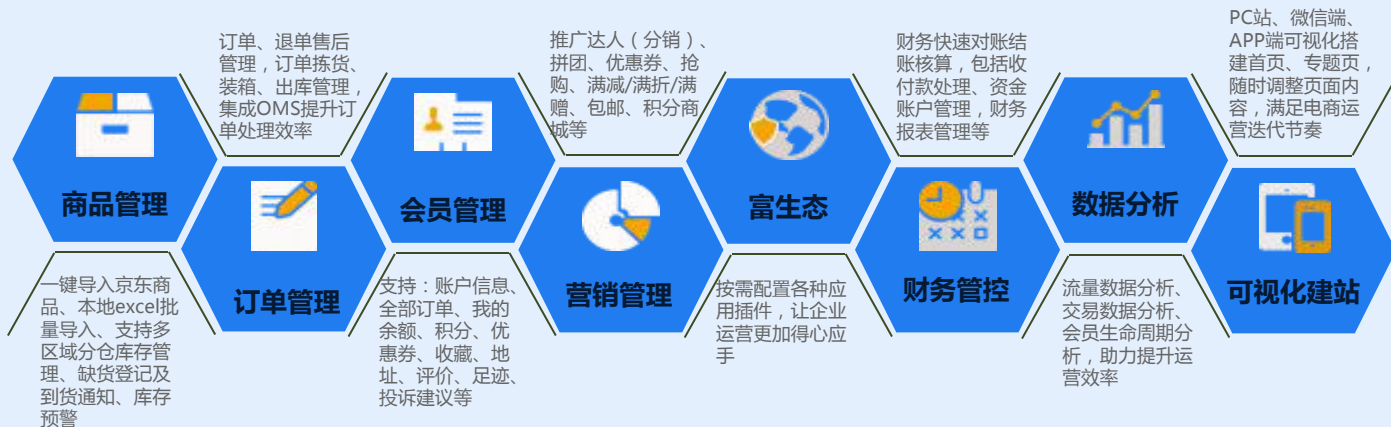 商品管理
一键导入京东商
品、本地excel批
量导入、支持多
区域分仓库存管
理、缺货登记及
到货通知、库存
预警
订单、退单售后
管理，订单拣货、
装箱、出库管理，
集成OMS提升订
单处理效率
订单管理
会员管理
支持：账户信息、
全部订单、我的
余额、积分、优
惠券、收藏、地
址、评价、足迹、
投诉建议等
推广达人（分销）、
拼团、优惠券、抢
购、满减/满折/满
赠、包邮、积分商
城等
营销管理
富生态
按需配置各种应
用插件，让企业
运营更加得心应
手
财务快速对账结
账核算，包括收
付款处理、资金
账户管理，财务
报表管理等
财务管控
数据分析
流量数据分析、
交易数据分析、
会员生命周期分
析，助力提升运
营效率
PC站、微信端、
APP端可视化搭
建首页、专题页，
随时调整页面内
容，满足电商运
营迭代节奏
可视化建站